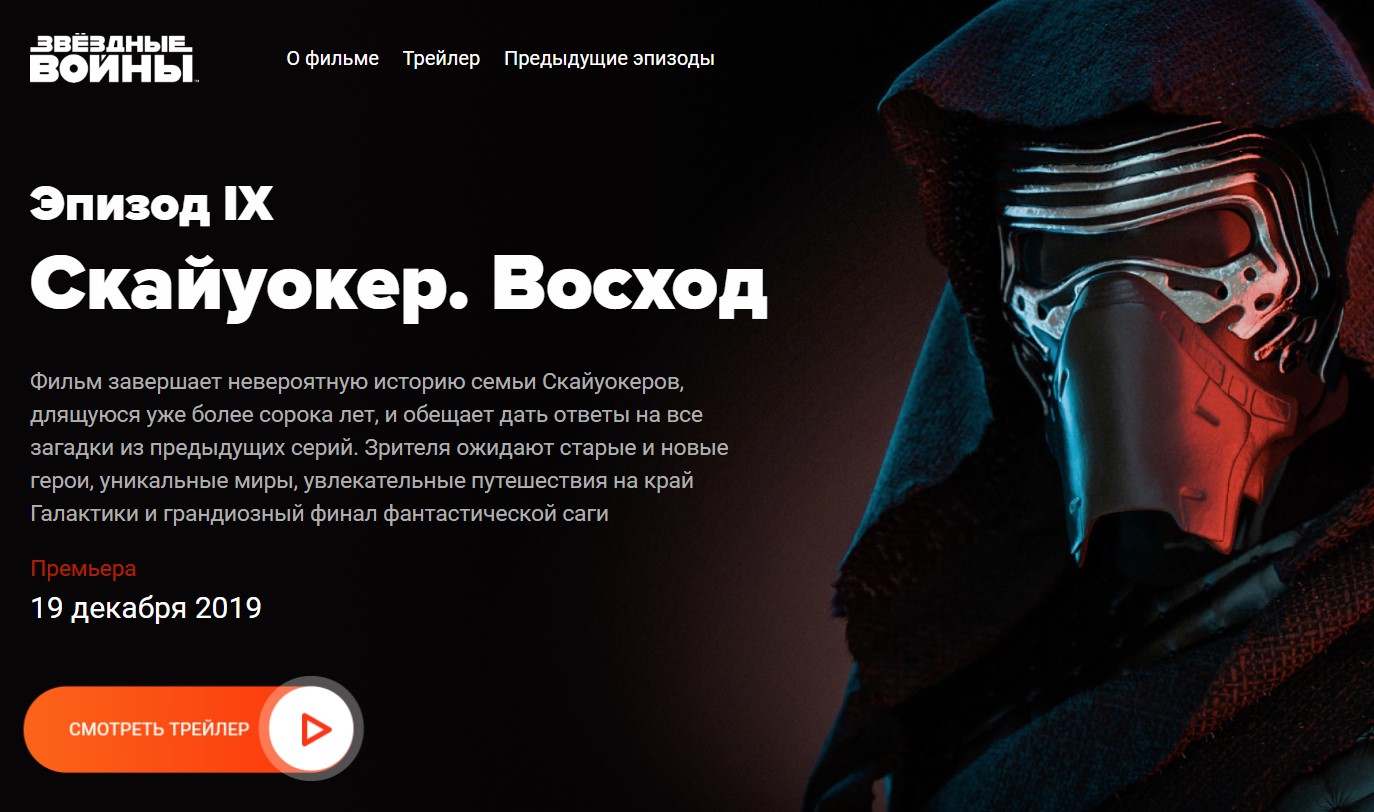 ЗВЁЗДНЫЕ
ВОЙНЫ™
О фильме Трейлер Предыдущие эпизоды
Эпизод IX
Скайуокер. Восход
Фильм завершает невероятную историю семьи Скайуокеров,
длящуюся уже более сорока лет, и обещает дать ответы на все
загадки из предыдущих серий. Зрителя ожидают старые и новые
герои, уникальные миры, увлекательные путешествия на край
Галактики и грандиозный финал фантастической саги
Премьера
19 декабря 2019
СМОТРЕТЬ ТРЕЙЛЕР